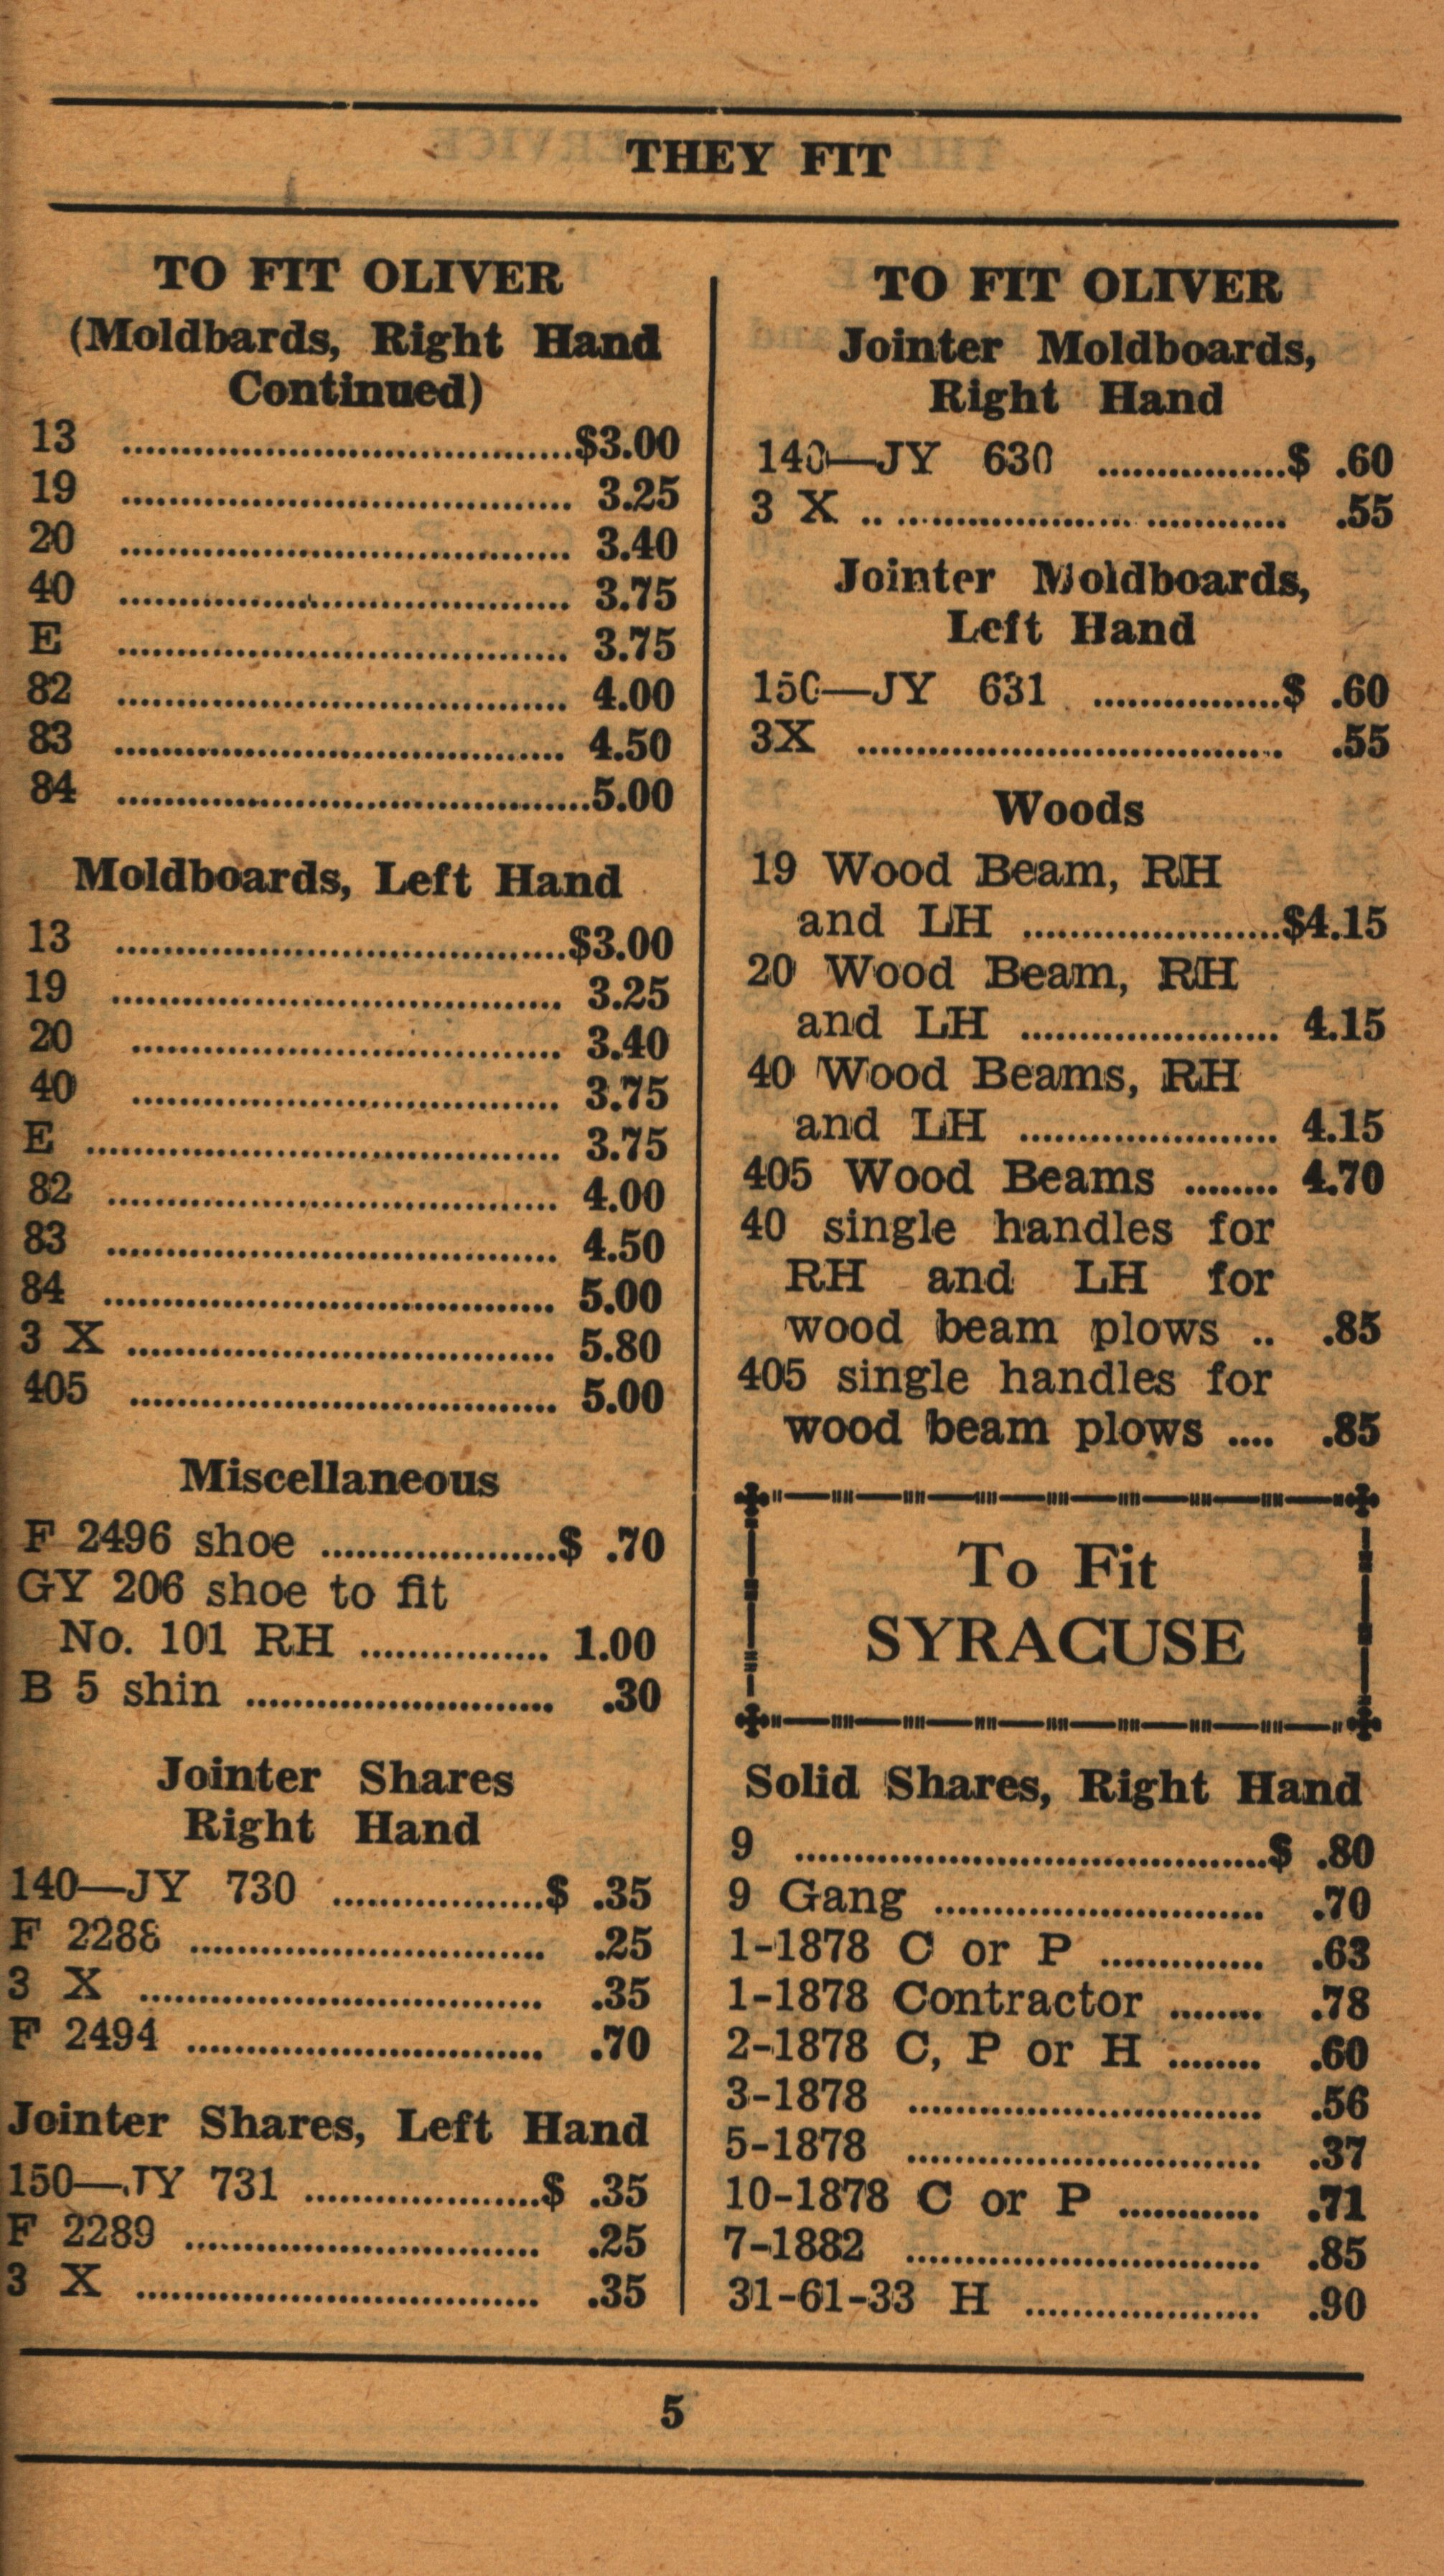 THEY FIT
TO FIT OLIVER
(Moldbards, Right Hand
Continued)
13 ........ $3.00
19 ........ 3.25
20 ........ 3.40
40 ........ 3.75
E ........ 3.75
82 ........ 4.00
83 ........ 4.50
84 ........ 5.00
Moldboards, Left Hand
13 ........ $3.00
19 ........ 3.25
20 ........ 3.40
40 ........ 3.75
E ........ 3.75
82 ........ 4.00
83 ........ 4.50
84 ........ 5.00
3 X ........ 5.80
405 ........ 5.00
Miscellaneous
F 2496 shoe ........ $ .70
GY 206 shoe to fit
No. 101 RH ........ 1.00
B 5 shin ........ .30
Jointer Shares
Right Hand
140—JY 730 ........ $ .35
F 2288 ........ .25
3 X ........ .35
F 2494 ........ .70
Jointer Shares, Left Hand
150—JY 731 ........ $ .35
F 2289 ........ .25
3 X ........ .35
TO FIT OLIVER
Jointer Moldboards,
Right Hand
140—JY 630 ........ $ .60
3 X ........ .55
Jointer Moldboards,
Left Hand
150—JY 631 ........ $ .60
3X ........ .55
Woods
19 Wood Beam, RH
and LH ........ $4.15
20 Wood Beam, RH
and LH ........ 4.15
40 Wood Beams, RH
and LH ........ 4.15
405 Wood Beams ........ 4.70
40 single handles for
RH and LH for
wood beam plows .. .85
405 single handles for
wood beam plows .... .85
To Fit
SYRACUSE
Solid Shares, Right Hand
9 ........ $ .80
9 Gang ........ .70
1-1878 C or P ........ .63
1-1878 Contractor ........ .78
2-1878 C, P or H ........ .60
3-1878 ........ .56
5-1878 ........ .37
10-1878 C or P ........ .71
7-1882 ........ .85
31-61-33 H ........ .90
5